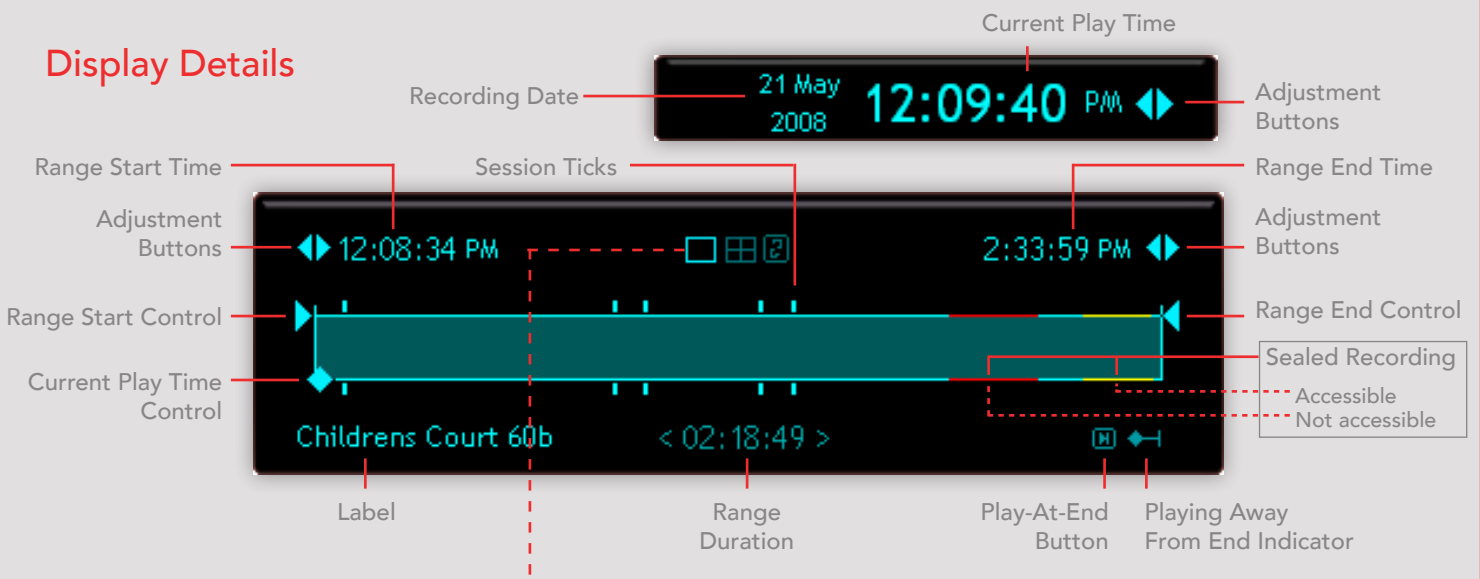 Display Details
Current Play Time
Recording Date
21 May
2008
12:09:40 PM
Adjustment
Buttons
Range Start Time
Session Ticks
Range End Time
Adjustment
Buttons
12:08:34 PM
2:33:59 PM
Adjustment
Buttons
Range Start Control
Range End Control
Current Play Time
Control
Sealed Recording
Accessible
Not accessible
Childrens Court 60b
< 02:18:49 >
Label
Range
Duration
Play-At-End
Button
Playing Away
From End Indicator